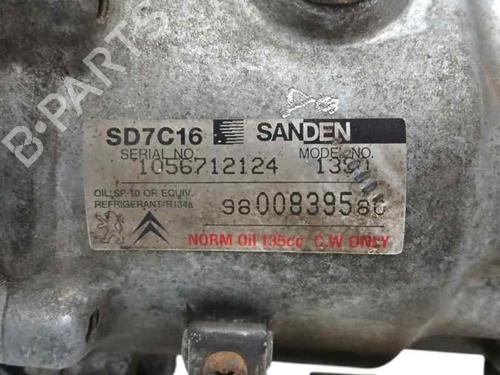 SD7C16 SANDEN
SERIAL NO. MODEL NO.
1056712124
OIL:SP-10 OR EQUIV.
REFRIGERANT:R134a
9800839580
NORM Oil 135cc C.W ONLY
B-PARTS